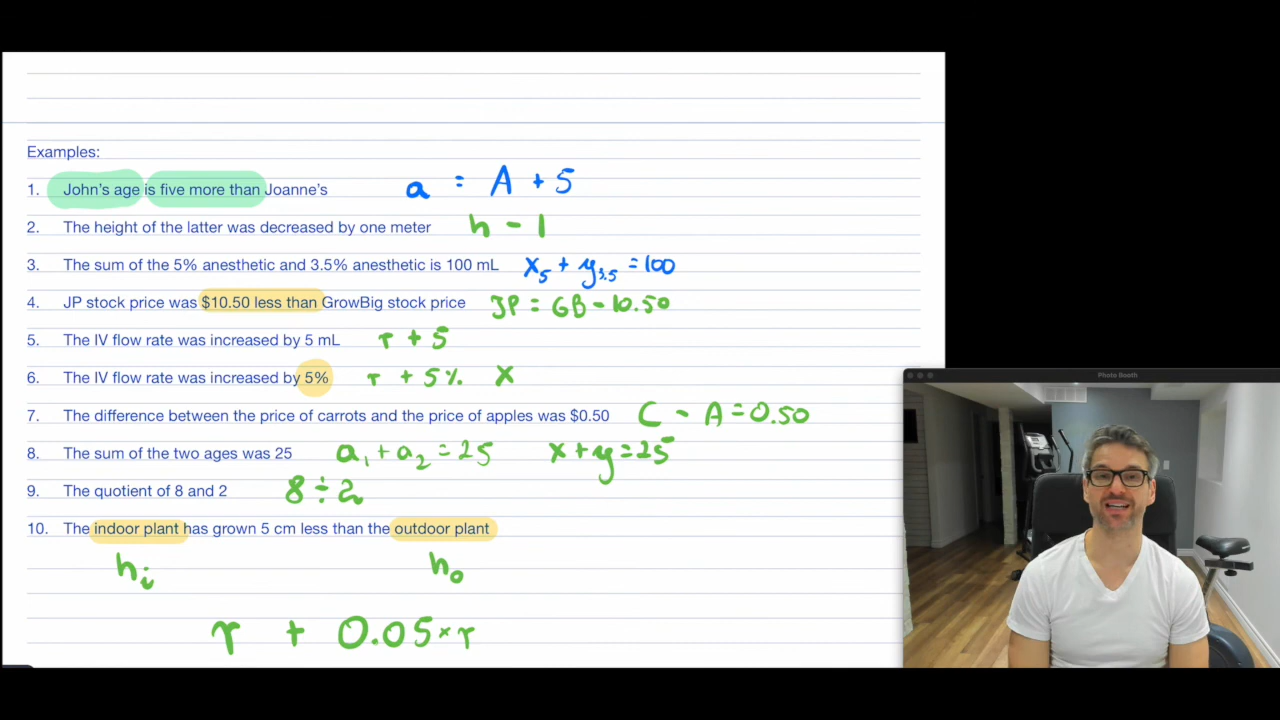 Examples:
1. John's age is five more than Joanne's a = A + 5
2. The height of the latter was decreased by one meter h - 1
3. The sum of the 5% anesthetic and 3.5% anesthetic is 100 mL x₅ + y₃.₅ = 100
4. JP stock price was $10.50 less than GrowBig stock price JP = GB - 10.50
5. The IV flow rate was increased by 5 mL r + 5
6. The IV flow rate was increased by 5% r + 5% X
7. The difference between the price of carrots and the price of apples was $0.50 C - A = 0.50
8. The sum of the two ages was 25 a₁ + a₂ = 25 x + y = 25
9. The quotient of 8 and 2 8 ÷ 2
10. The indoor plant has grown 5 cm less than the outdoor plant
hᵢ h₀
r + 0.05 × r
Photo Booth